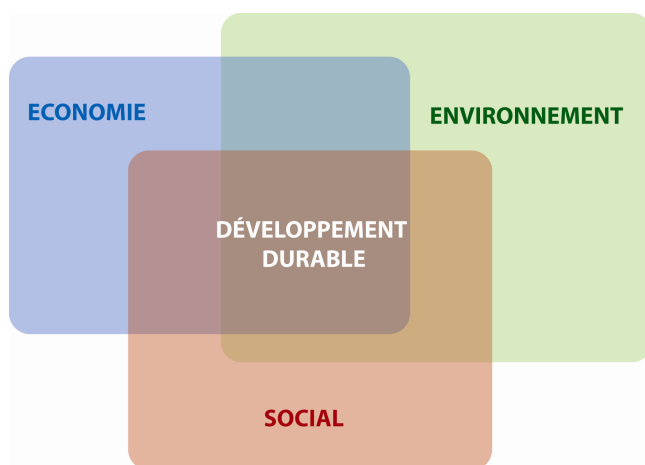 ECONOMIE
ENVIRONNEMENT
DÉVELOPPEMENT
DURABLE
SOCIAL